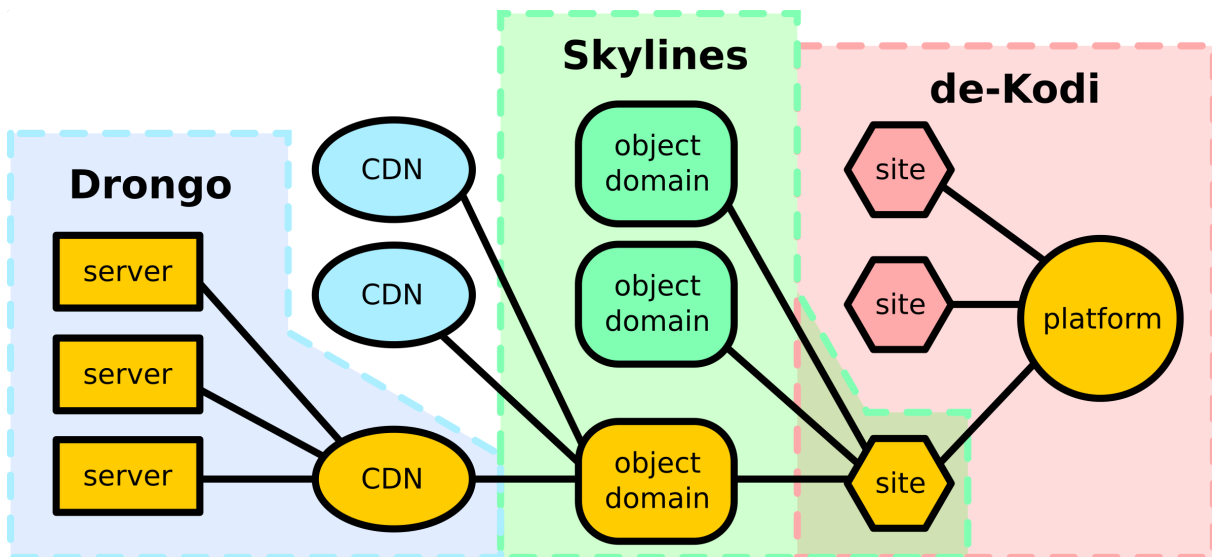 Drongo
server
server
server
CDN
CDN
CDN
Skylines
object
domain
object
domain
object
domain
de-Kodi
site
site
site
platform